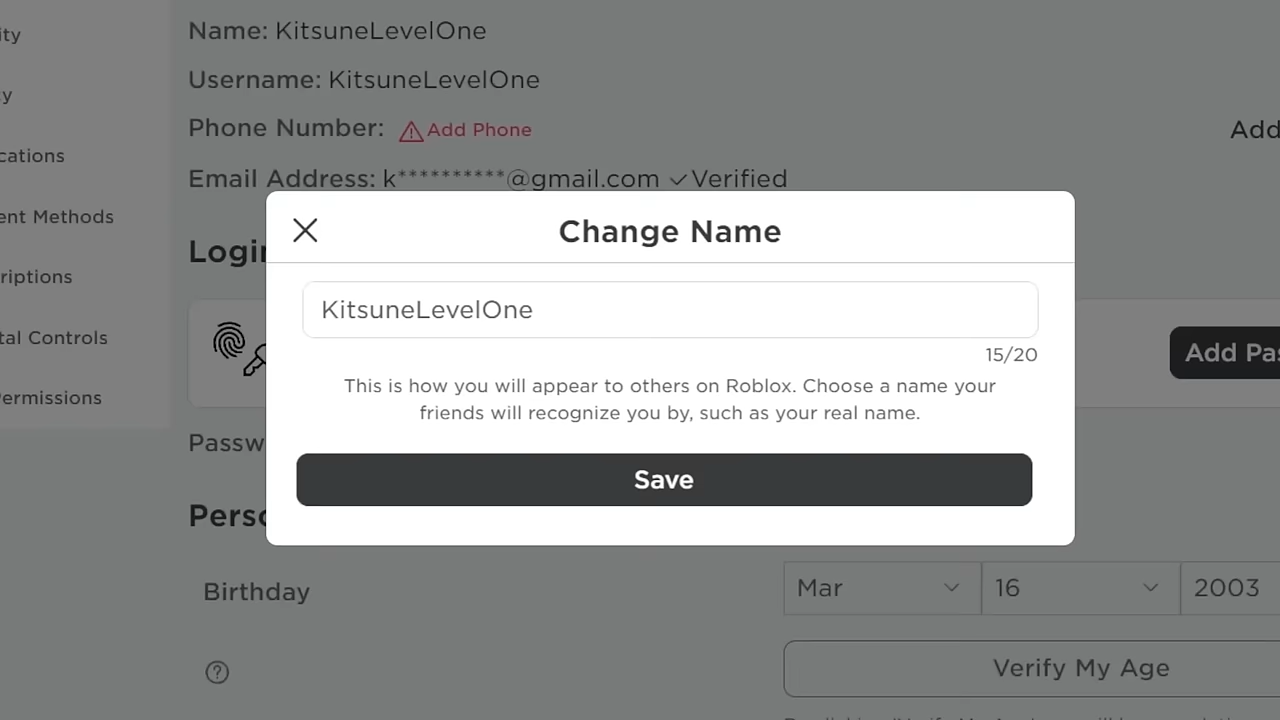 Name: KitsuneLevelOne
ity
Username: KitsuneLevelOne
y
Phone Number: Add Phone
Add
cations
Email Address: k**********@gmail.com Verified
ent Methods
Change Name
Login
riptions
KitsuneLevelOne
tal Controls
15/20
Add Pas
This is how you will appear to others on Roblox. Choose a name your
friends will recognize you by, such as your real name.
ermissions
Passw
Save
Perso
Birthday
Mar
16
2003
Verify My Age